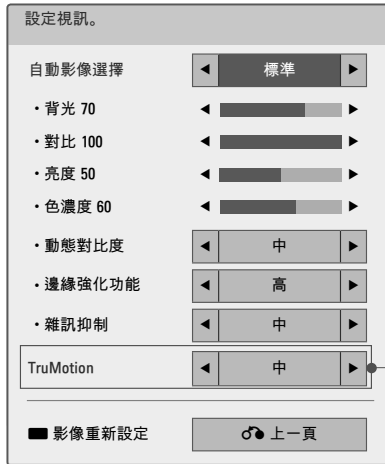 設定視訊。
自動影像選擇 ◀ 標準 ▶
・背光 70 ◀ ▶
・對比 100 ◀ ▶
・亮度 50 ◀ ▶
・色濃度 60 ◀ ▶
・動態對比度 ◀ 中 ▶
・邊緣強化功能 ◀ 高 ▶
・雜訊抑制 ◀ 中 ▶
TruMotion ◀ 中 ▶
影像重新設定 上一頁